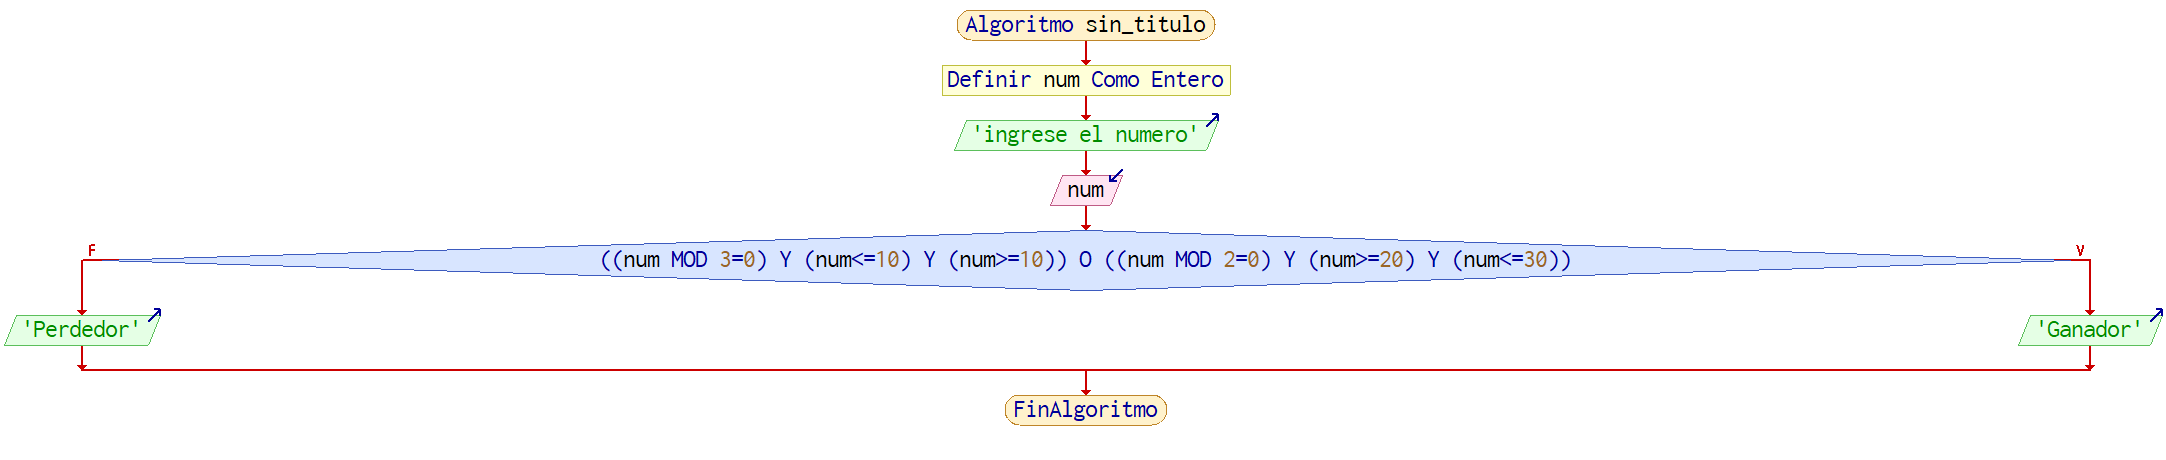 Algoritmo sin_titulo
Definir num Como Entero
'ingrese el numero'
num
F
((num MOD 3=0) Y (num<=10) Y (num>=10)) O ((num MOD 2=0) Y (num>=20) Y (num<=30))
V
'Perdedor'
'Ganador'
FinAlgoritmo